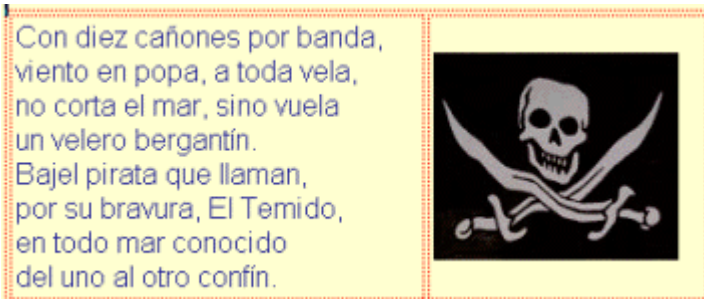 Con diez cañones por banda,
viento en popa, a toda vela,
no corta el mar, sino vuela
un velero bergantín.
Bajel pirata que llaman,
por su bravura, El Temido,
en todo mar conocido
del uno al otro confín.